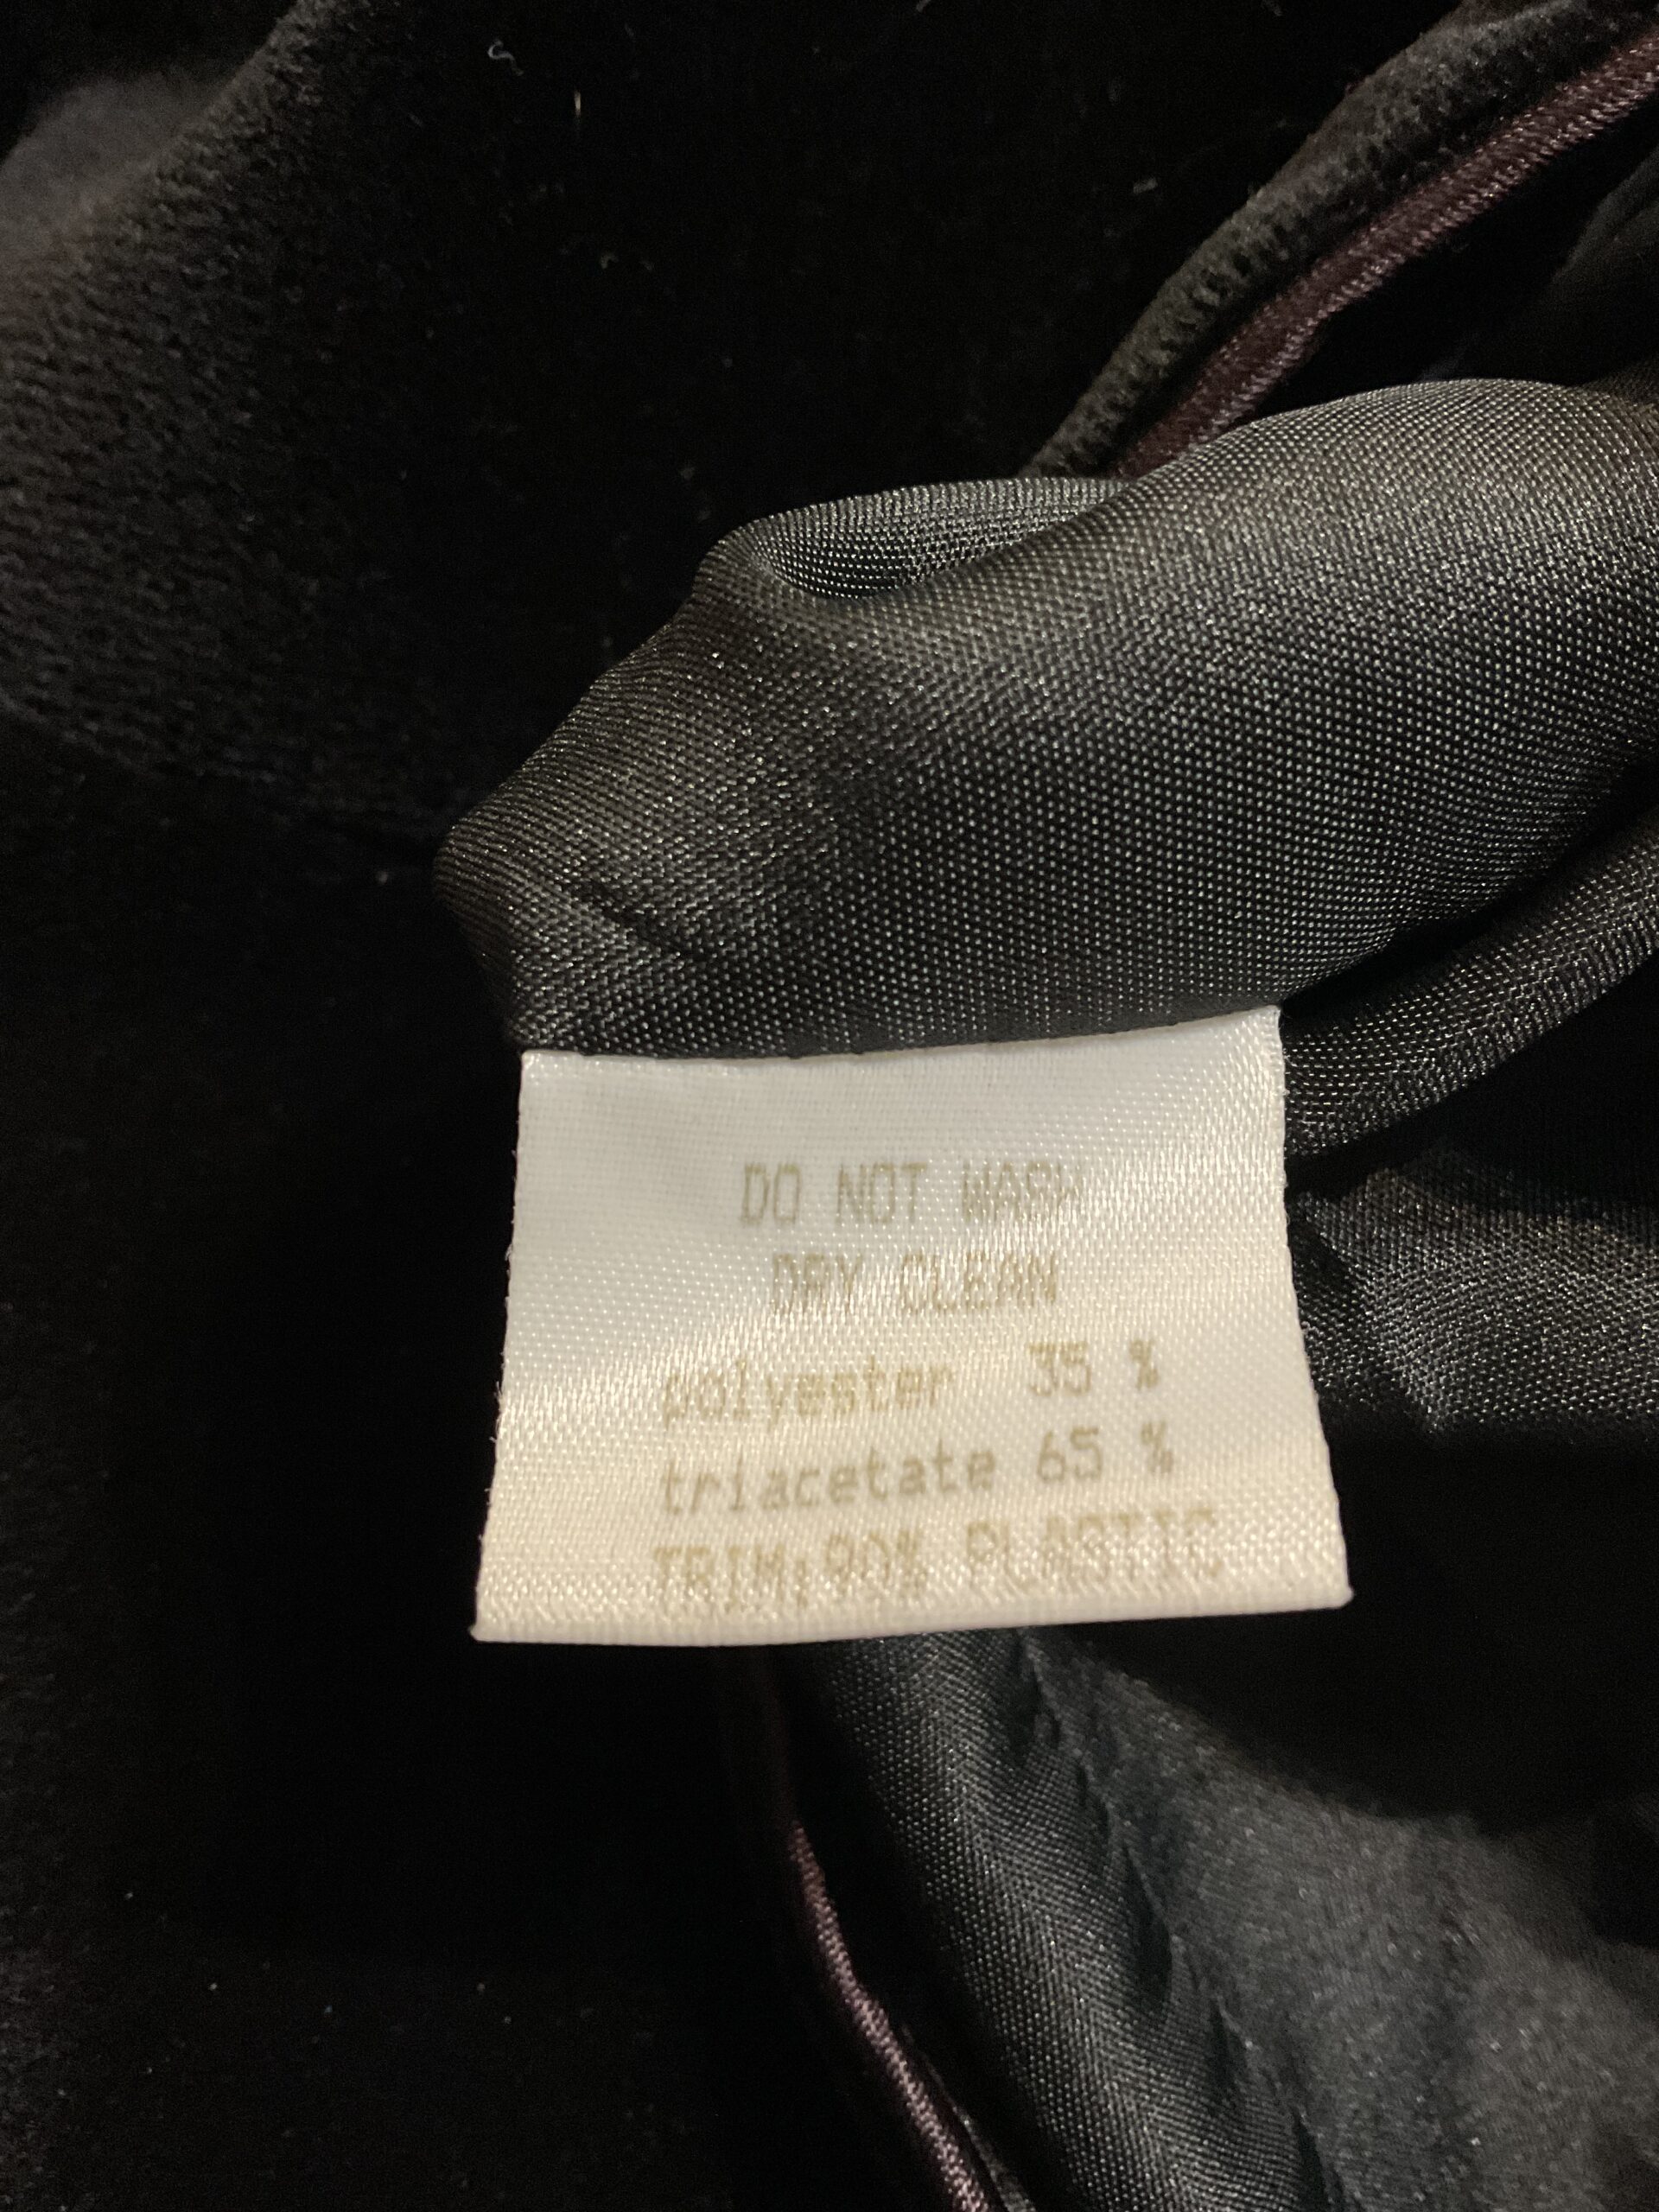 DO NOT WASH
DRY CLEAN
polyester 35 %
triacetate 65 %
TRIM:90% PLASTIC